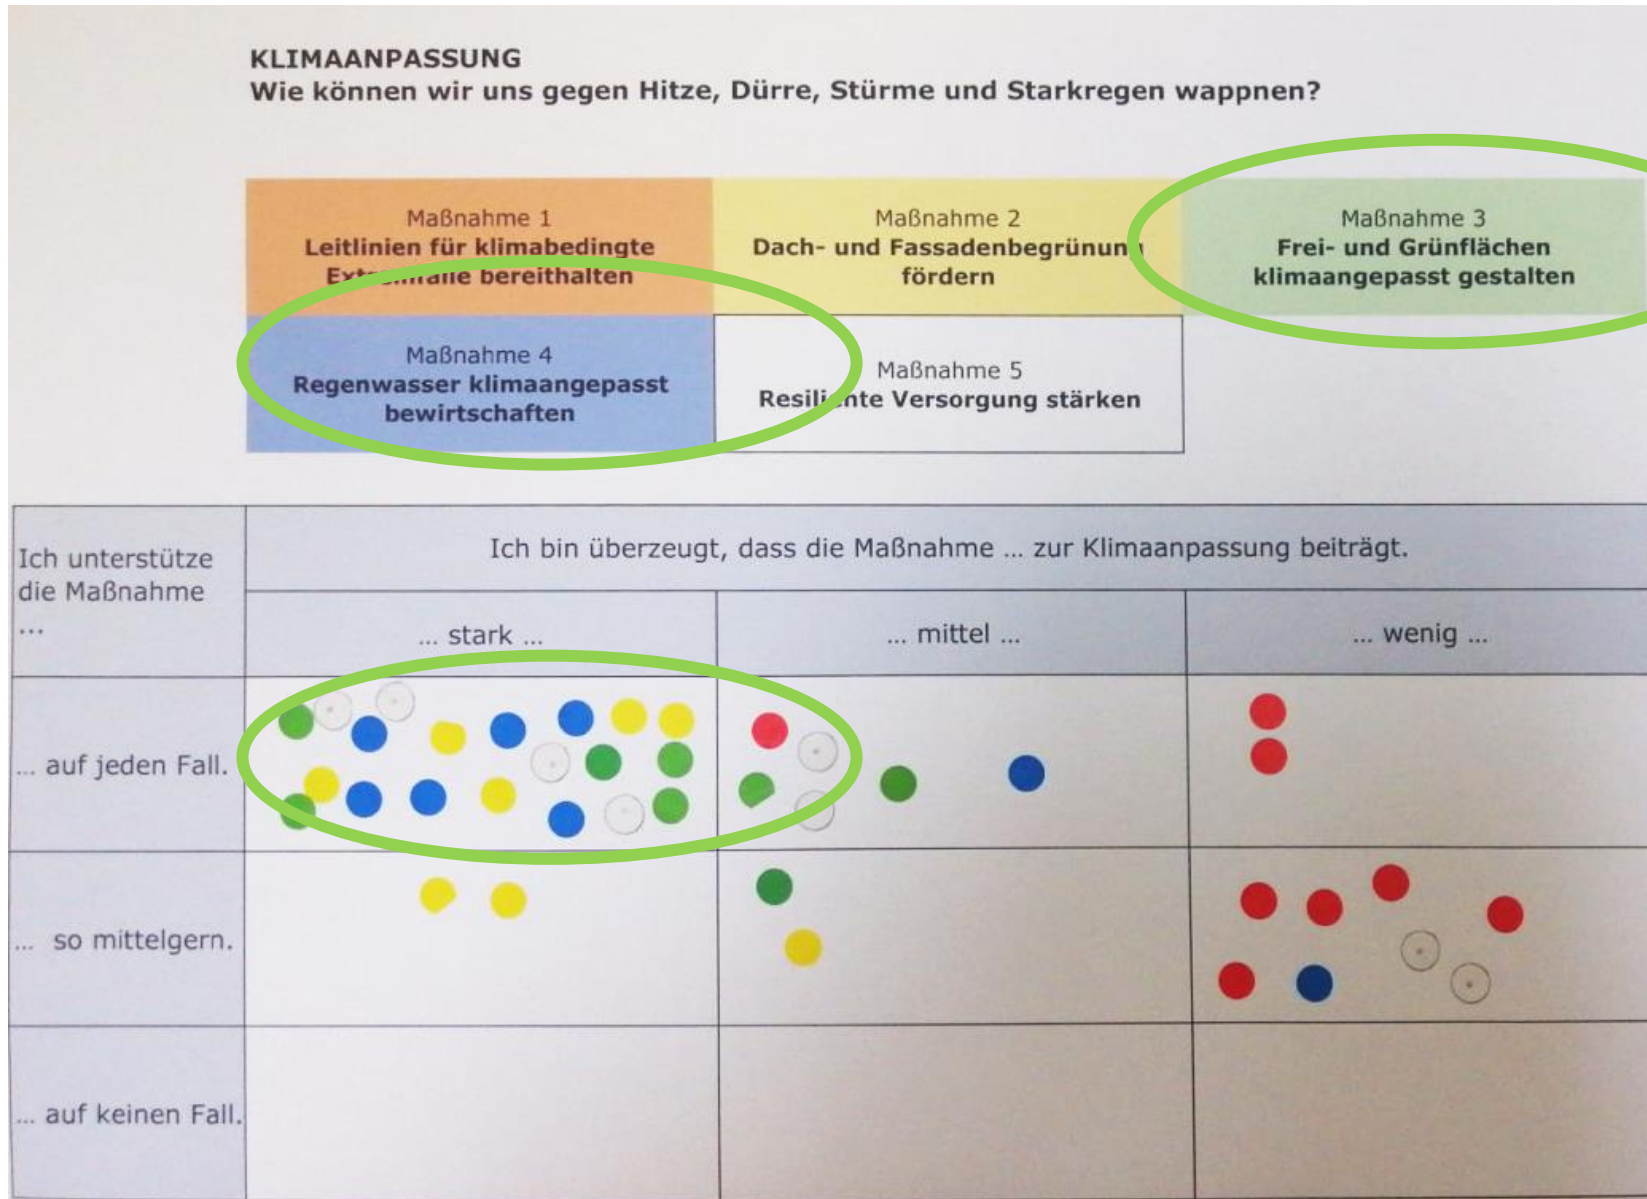 KLIMAANPASSUNG
Wie können wir uns gegen Hitze, Dürre, Stürme und Starkregen wappnen?
Maßnahme 1
Leitlinien für klimabedingte
Extremfälle bereithalten
Maßnahme 2
Dach- und Fassadenbegrünung
fördern
Maßnahme 3
Frei- und Grünflächen
klimaangepasst gestalten
Maßnahme 4
Regenwasser klimaangepasst
bewirtschaften
Maßnahme 5
Resiliente Versorgung stärken
Ich unterstütze
die Maßnahme
...
Ich bin überzeugt, dass die Maßnahme ... zur Klimaanpassung beiträgt.
... stark ...
... mittel ...
... wenig ...
... auf jeden Fall.
... so mittelgern.
... auf keinen Fall.